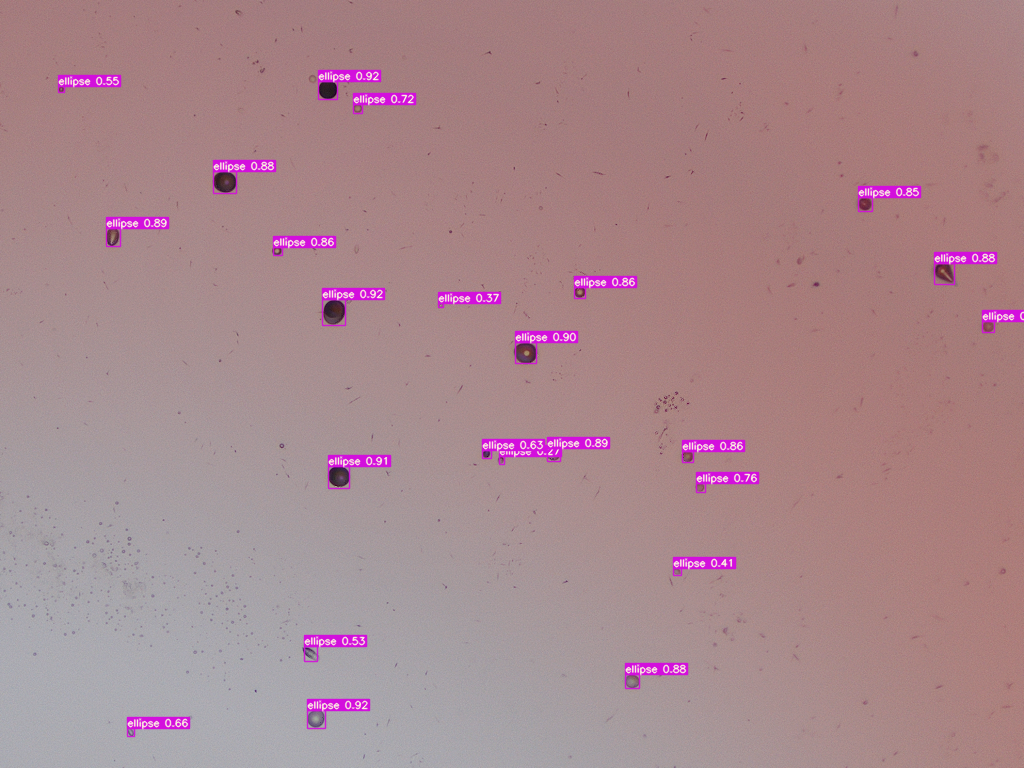 ellipse 0.92
ellipse 0.55
ellipse 0.72
ellipse 0.88
ellipse 0.85
ellipse 0.89
ellipse 0.86
ellipse 0.88
ellipse 0.86
ellipse 0.92
ellipse 0.37
ellipse
ellipse 0.90
ellipse 0.89
ellipse 0.63
ellipse 0.27
ellipse 0.86
ellipse 0.91
ellipse 0.76
ellipse 0.41
ellipse 0.53
ellipse 0.88
ellipse 0.92
ellipse 0.66